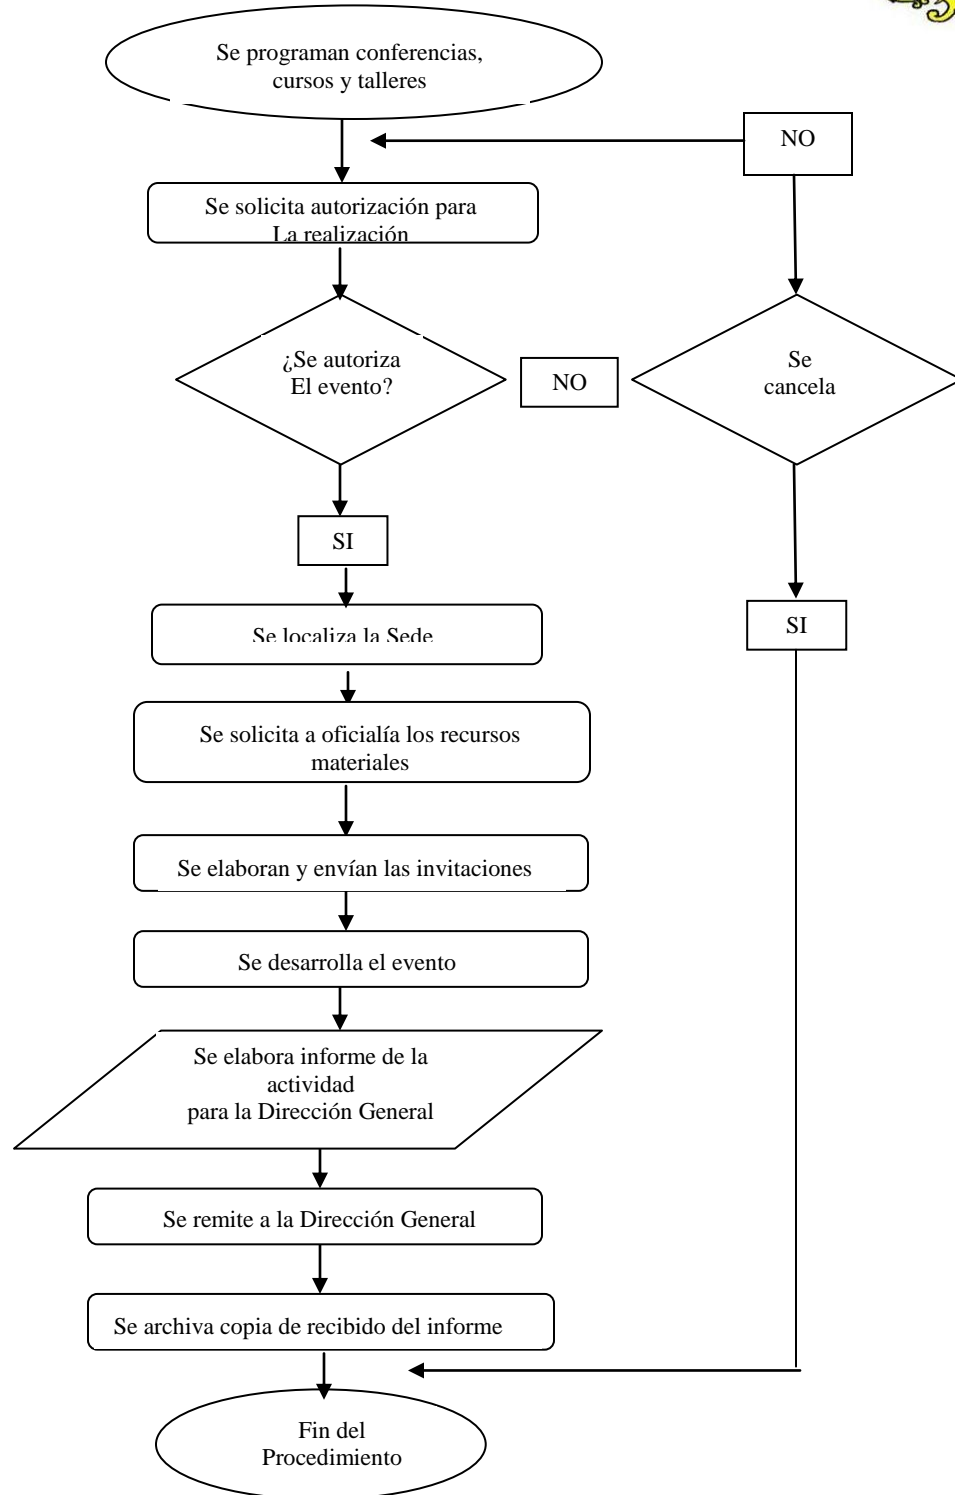 Se programan conferencias,
cursos y talleres
NO
Se solicita autorización para
La realización
¿Se autoriza
El evento?
NO
Se
cancela
SI
Se localiza la Sede
SI
Se solicita a oficialía los recursos
materiales
Se elaboran y envían las invitaciones
Se desarrolla el evento
Se elabora informe de la
actividad
para la Dirección General
Se remite a la Dirección General
Se archiva copia de recibido del informe
Fin del
Procedimiento